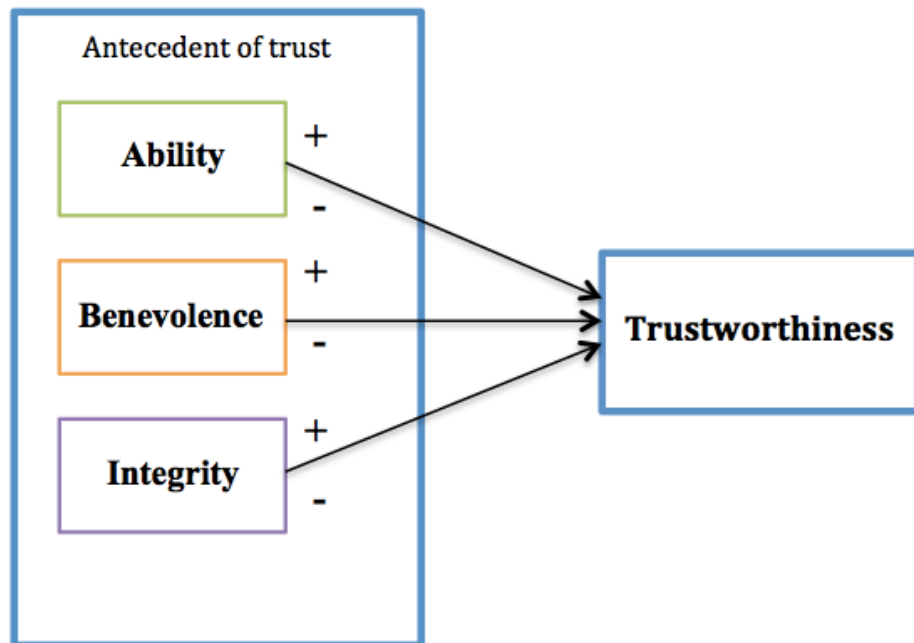 Antecedent of trust
+
Ability
-
+
Benevolence
-
Trustworthiness
+
Integrity
-